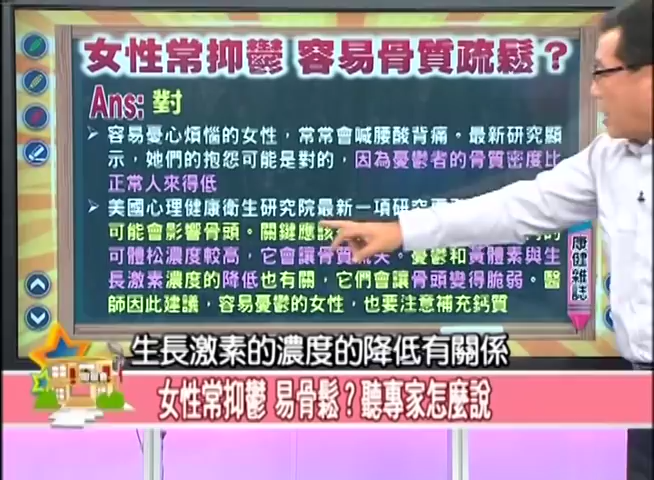 女性常抑鬱 容易骨質疏鬆？
Ans: 對
➢ 容易憂心煩惱的女性，常常會喊腰酸背痛。最新研究顯
示，她們的抱怨可能是對的，因為憂鬱者的骨質密度比
正常人來得低
➢ 美國心理健康衛生研究院最新一項研究
可能會影響骨頭。關鍵應該
可體松濃度較高，它會讓骨質流失。憂鬱和黃體素與生
長激素濃度的降低也有關，它們會讓骨頭變得脆弱。醫
師因此建議，容易憂鬱的女性，也要注意補充鈣質
康健雜誌
生長激素的濃度的降低有關係
女性常抑鬱 易骨鬆？聽專家怎麼說